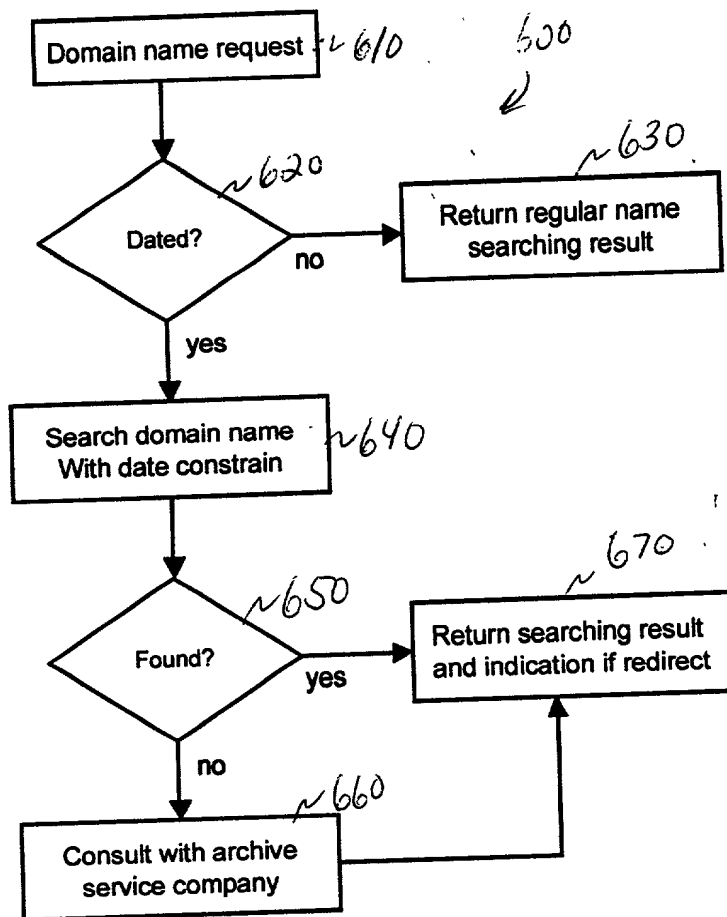 Domain name request ~610
600
Dated? ~620
no
~630
Return regular name
searching result
yes
Search domain name
With date constrain
~640
Found? ~650
yes
~670
Return searching result
and indication if redirect
no
~660
Consult with archive
service company